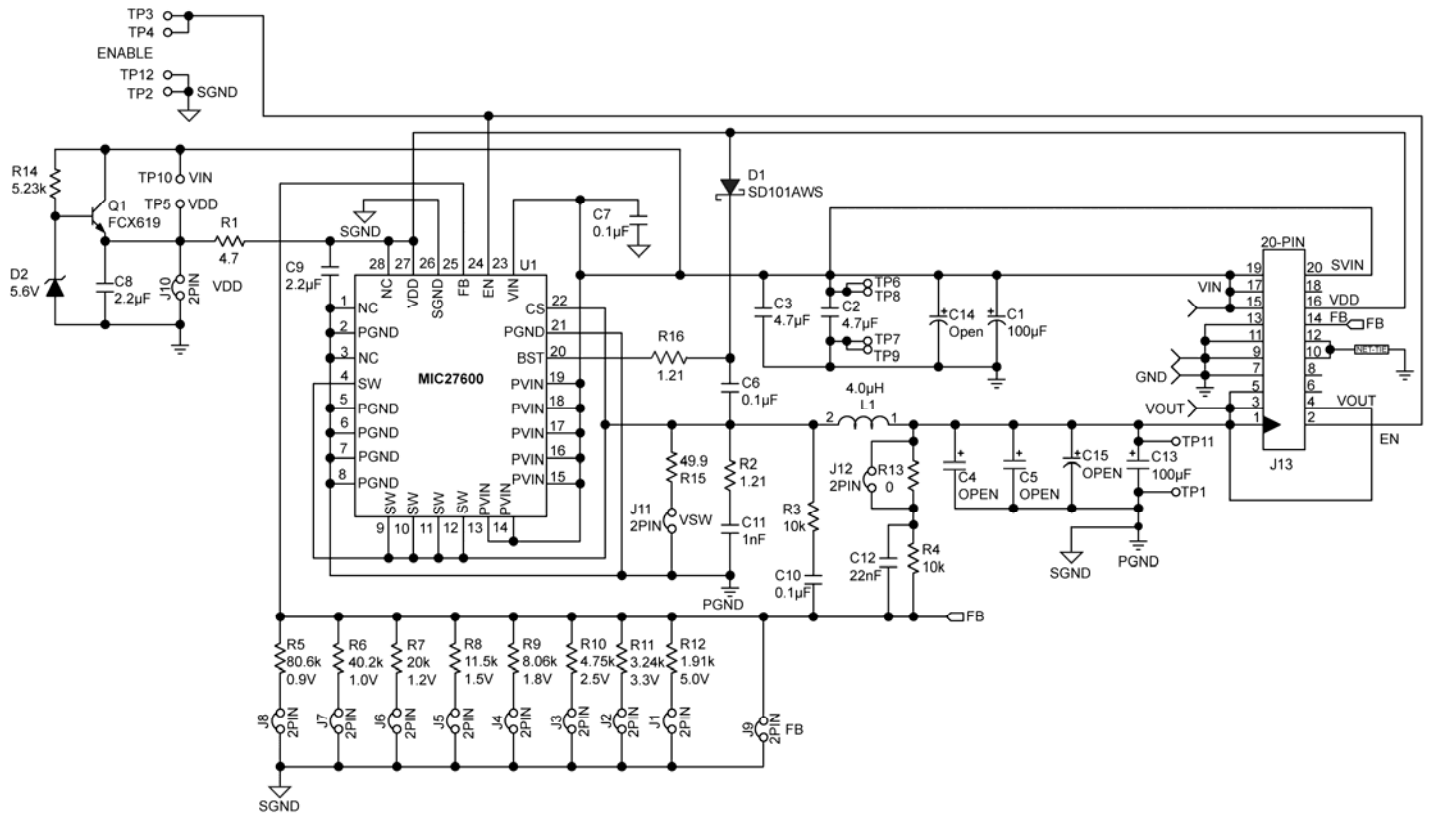 TP3
TP4
ENABLE
TP12
TP2 SGND
R14
5.23k
Q1
FCX619
TP10 VIN
TP5 VDD
R1
4.7
D2
5.6V
C8
2.2µF
J10
2PIN
VDD
C9
2.2µF
SGND
C7
0.1µF
D1
SD101AWS
28 27 26 25 24 23 U1
NC VDD SGND FB EN VIN
1 NC
2 PGND
3 NC
4 SW
5 PGND
6 PGND
7 PGND
8 PGND
MIC27600
CS 22
PGND 21
BST 20
PVIN 19
PVIN 18
PVIN 17
PVIN 16
PVIN 15
SW SW SW SW PVIN PVIN
9 10 11 12 13 14
R16
1.21
C6
0.1µF
C3
4.7µF
C2
4.7µF
TP6
TP8
TP7
TP9
C14
Open
C1
100µF
20-PIN
19 20 SVIN
VIN 17 18
15 16 VDD
13 14 FB FB
11 12
9 10 NET-TIE
GND 7 8
5 6
VOUT 3 4 VOUT
1 2 EN
J13
4.0µH
L1
2 1
49.9
R15
J11
2PIN
VSW
R2
1.21
C11
1nF
PGND
R3
10k
C10
0.1µF
J12
2PIN
R13
0
C12
22nF
R4
10k
C4
OPEN
C5
OPEN
C15
OPEN
TP11
C13
100µF
TP1
SGND
PGND
FB
R5
80.6k
0.9V
R6
40.2k
1.0V
R7
20k
1.2V
R8
11.5k
1.5V
R9
8.06k
1.8V
R10
4.75k
2.5V
R11
3.24k
3.3V
R12
1.91k
5.0V
J8
2PIN
J7
2PIN
J6
2PIN
J5
2PIN
J4
2PIN
J3
2PIN
J2
2PIN
J1
2PIN
J9
2PIN
FB
SGND